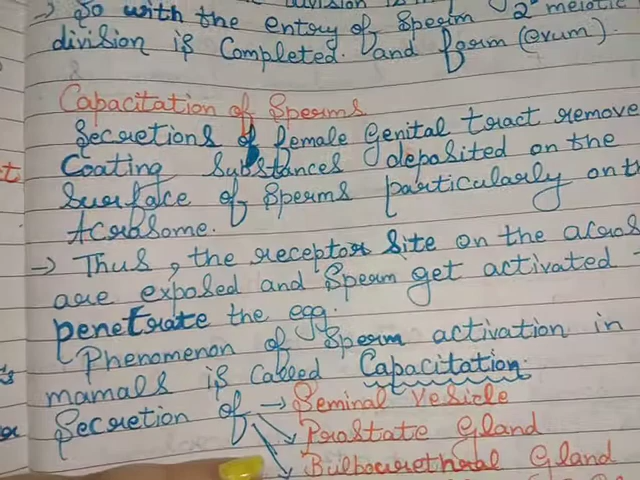 → So with the entry of Sperm 2 meiotic
division is Completed. and form (ovum).
Capacitation of Sperms
Secretions of female genital tract remove
Coating Substances deposited on the
Surface of Sperms particularly on th
Acrosome.
→ Thus, the receptor site on the acros
are exposed and Sperm get activated
penetrate the egg.
Phenomenon of Sperm activation in
mamals is Called Capacitation.
Secretion of → Seminal Vesicle
Prostate Gland
Bulbourethral Gland